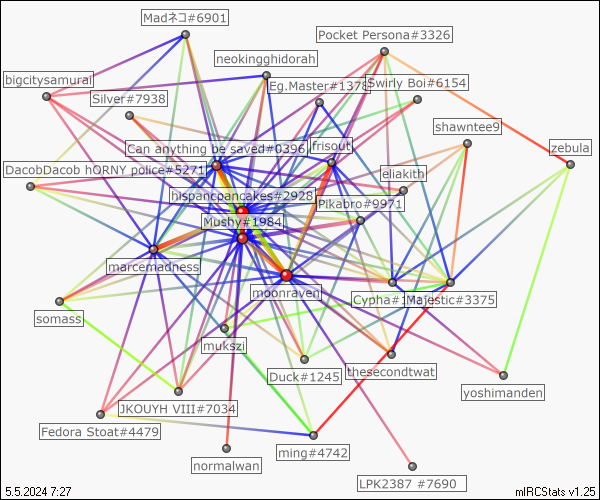 Madネコ#6901
Pocket Persona#3326
neokingghidorah
bigcitysamurai
Eg.Master#1378
Swirly Boi#6154
Silver#7938
shawntee9
Can anything be saved#0396
frisout
zebula
DacobDacob hORNY police#5271
eliakith
hispancpancakes#2928
Pikabro#9971
Mushy#1984
marcemadness
moonraven
Cypha#1
Majestic#3375
somass
mukszi
Duck#1245
thesecondtwat
yoshimanden
JKOUYH VIII#7034
Fedora Stoat#4479
ming#4742
normalwan
LPK2387 #7690
5.5.2024 7:27
mIRCStats v1.25